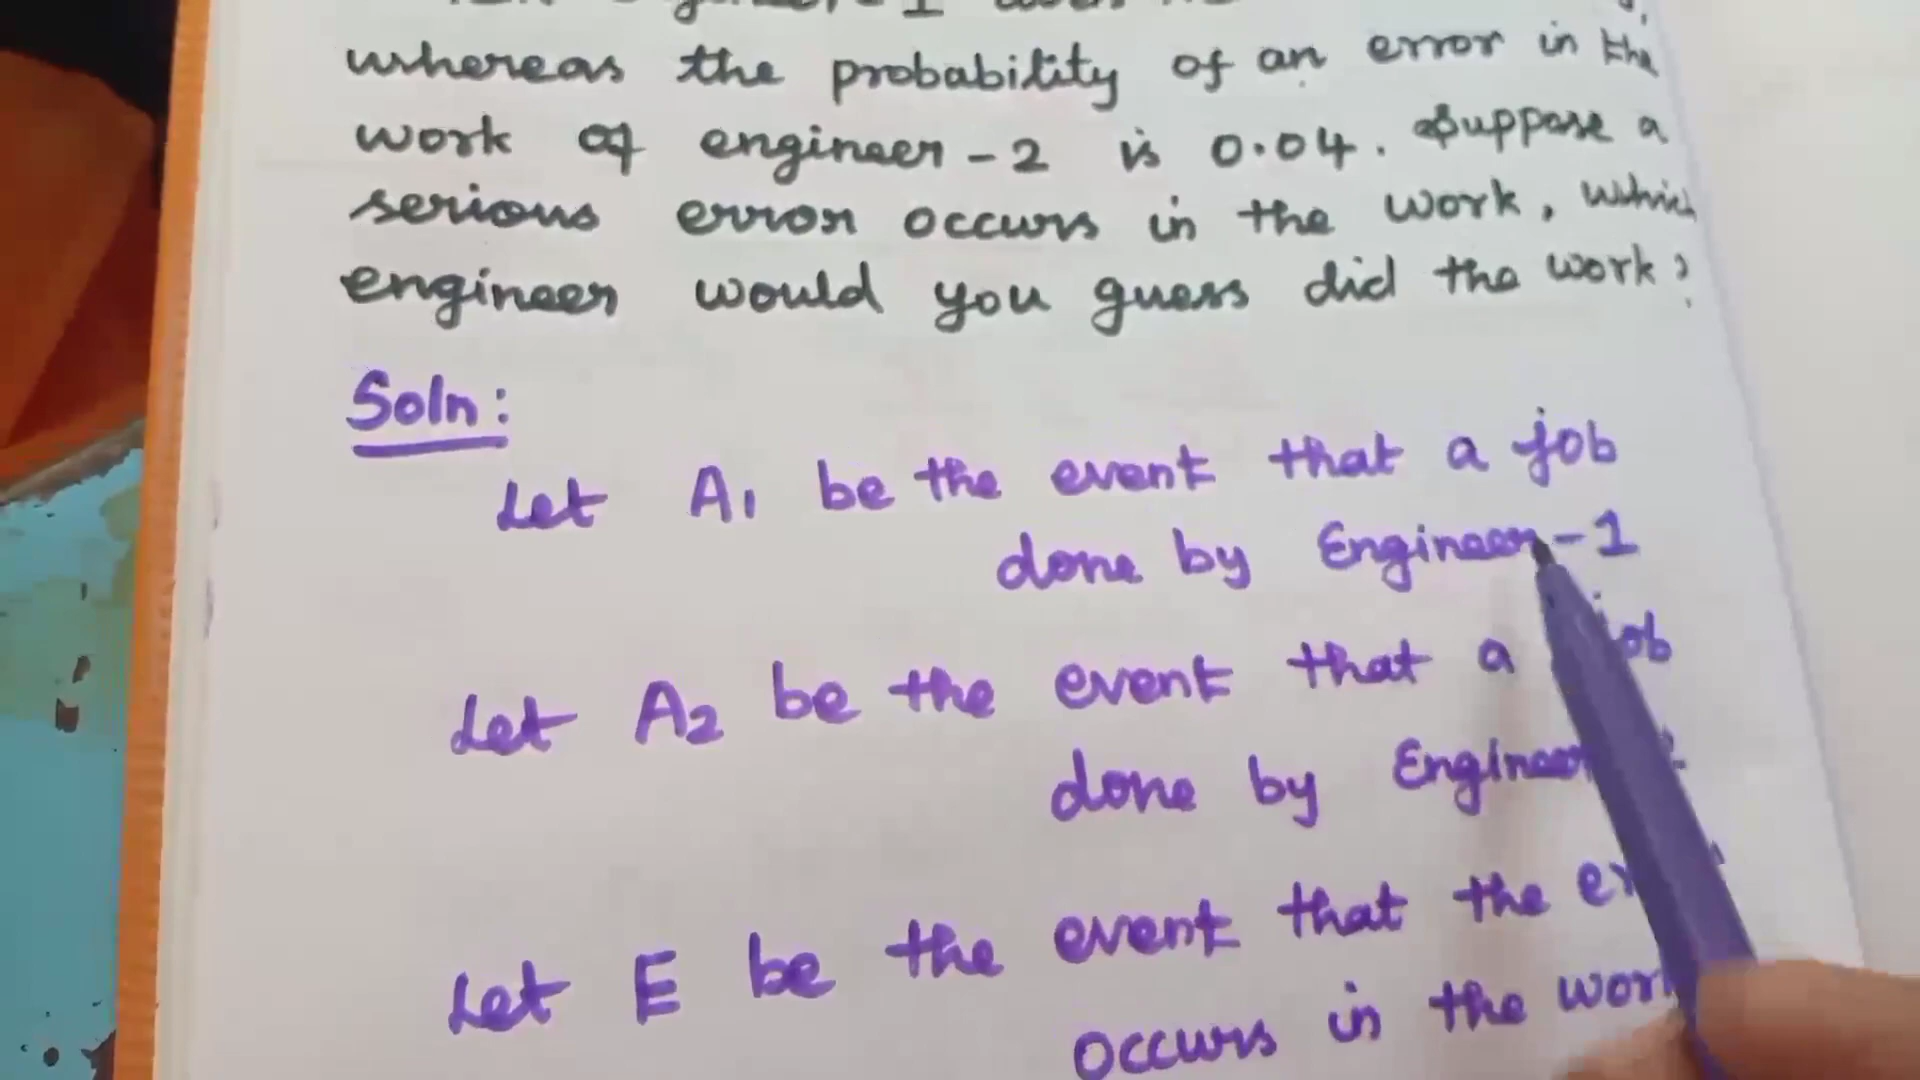 whereas the probability of an error in the
work of engineer-2 is 0.04. Suppose a
serious error occurs in the work, which
engineer would you guess did the work?
Soln:
Let A1 be the event that a job
done by Engineer-1
Let A2 be the event that a job
done by
Let E be the event that the
occurs in the